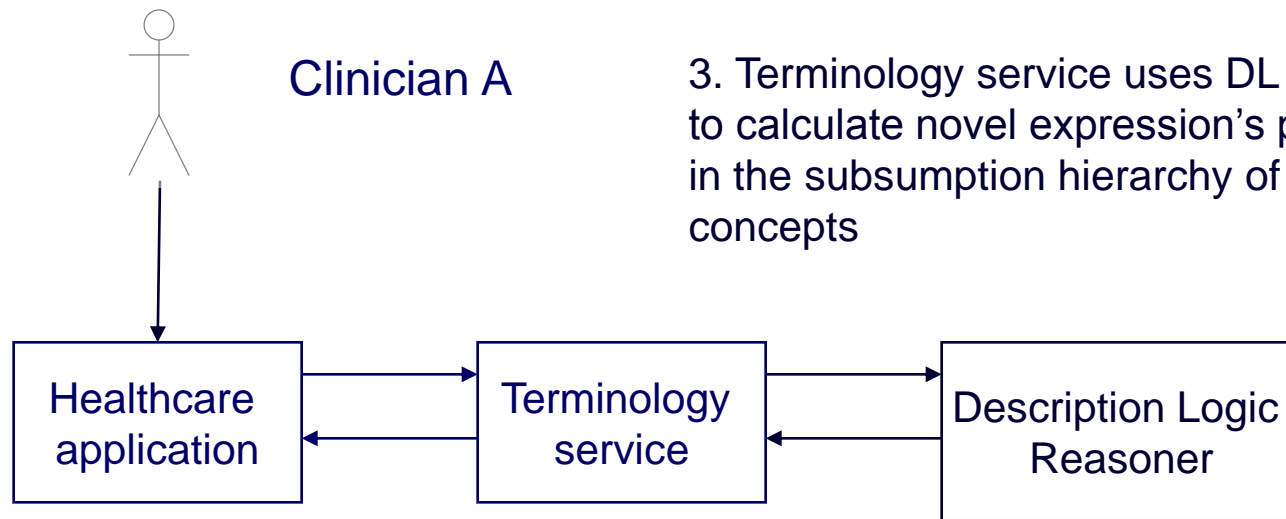 Clinician A
3. Terminology service uses DL
to calculate novel expression’s
in the subsumption hierarchy of
concepts
Healthcare
application
Terminology
service
Description Logic
Reasoner